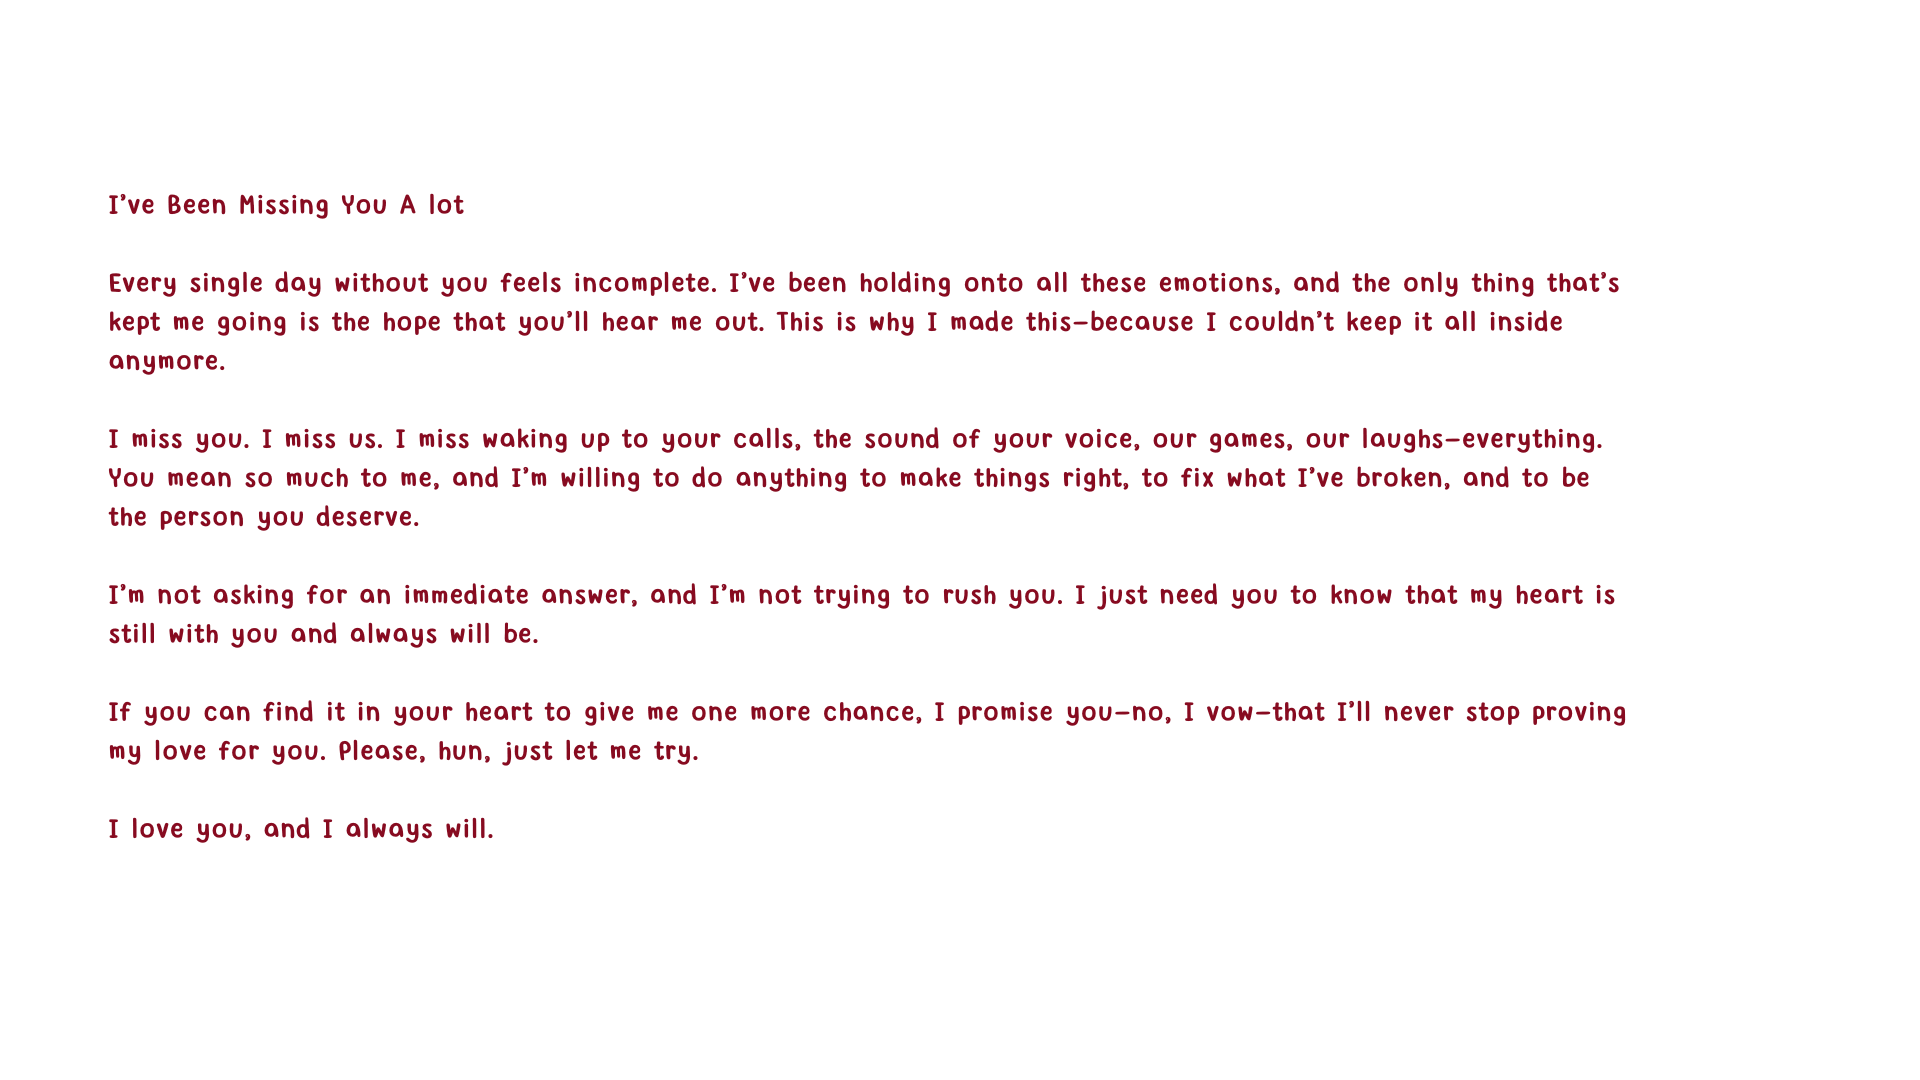 I've Been Missing You A lot
Every single day without you feels incomplete. I've been holding onto all these emotions, and the only thing that's
kept me going is the hope that you'll hear me out. This is why I made this—because I couldn't keep it all inside
anymore.
I miss you. I miss us. I miss waking up to your calls, the sound of your voice, our games, our laughs—everything.
You mean so much to me, and I'm willing to do anything to make things right, to fix what I've broken, and to be
the person you deserve.
I'm not asking for an immediate answer, and I'm not trying to rush you. I just need you to know that my heart is
still with you and always will be.
If you can find it in your heart to give me one more chance, I promise you—no, I vow—that I'll never stop proving
my love for you. Please, hun, just let me try.
I love you, and I always will.